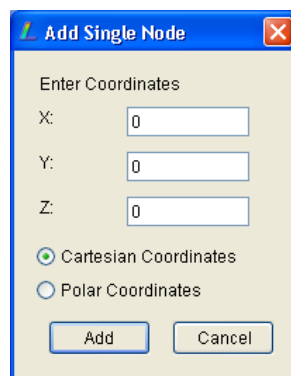 Add Single Node
Enter Coordinates
X: 0
Y: 0
Z: 0
Cartesian Coordinates
Polar Coordinates
Add Cancel